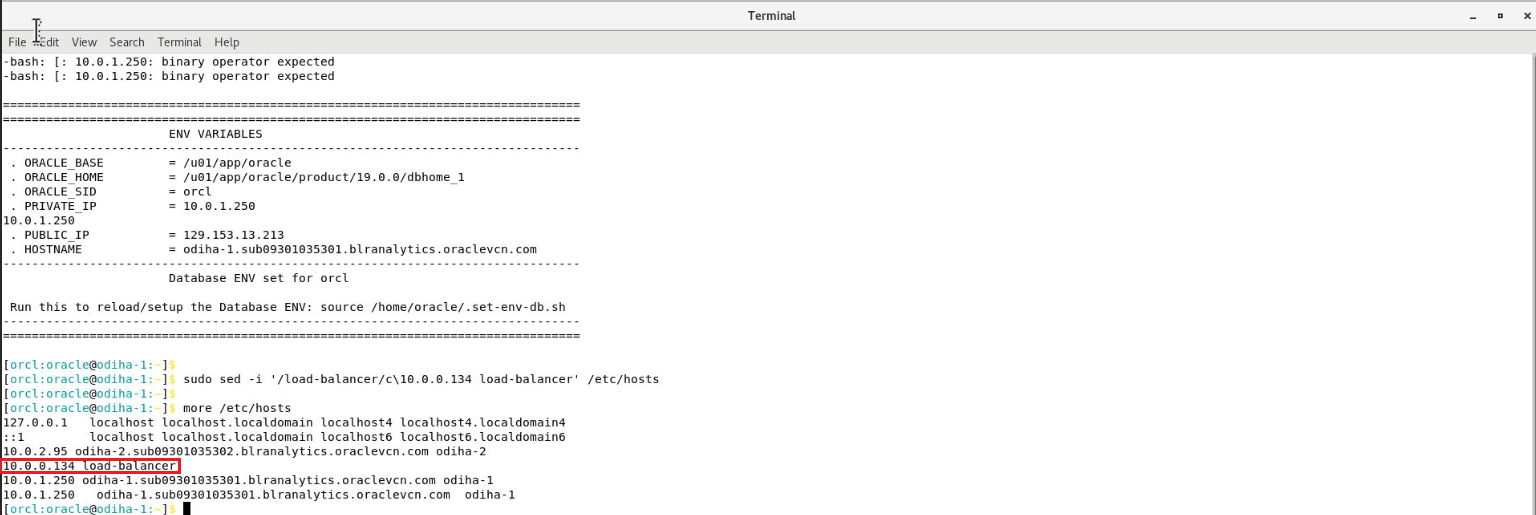 Terminal
File Edit View Search Terminal Help
-bash: [: 10.0.1.250: binary operator expected
-bash: [: 10.0.1.250: binary operator expected
================================================================================
================================================================================
ENV VARIABLES
--------------------------------------------------------------------------------
. ORACLE_BASE = /u01/app/oracle
. ORACLE_HOME = /u01/app/oracle/product/19.0.0/dbhome_1
. ORACLE_SID = orcl
. PRIVATE_IP = 10.0.1.250
10.0.1.250
. PUBLIC_IP = 129.153.13.213
. HOSTNAME = odiha-1.sub09301035301.blranalytics.oraclevcn.com
--------------------------------------------------------------------------------
Database ENV set for orcl
Run this to reload/setup the Database ENV: source /home/oracle/.set-env-db.sh
--------------------------------------------------------------------------------
================================================================================
[orcl:oracle@odiha-1:~]$
[orcl:oracle@odiha-1:~]$ sudo sed -i '/load-balancer/c\10.0.0.134 load-balancer' /etc/hosts
[orcl:oracle@odiha-1:~]$
[orcl:oracle@odiha-1:~]$ more /etc/hosts
127.0.0.1 localhost localhost.localdomain localhost4 localhost4.localdomain4
::1 localhost localhost.localdomain localhost6 localhost6.localdomain6
10.0.2.95 odiha-2.sub09301035302.blranalytics.oraclevcn.com odiha-2
10.0.0.134 load-balancer
10.0.1.250 odiha-1.sub09301035301.blranalytics.oraclevcn.com odiha-1
10.0.1.250 odiha-1.sub09301035301.blranalytics.oraclevcn.com odiha-1
[orcl:oracle@odiha-1:~]$